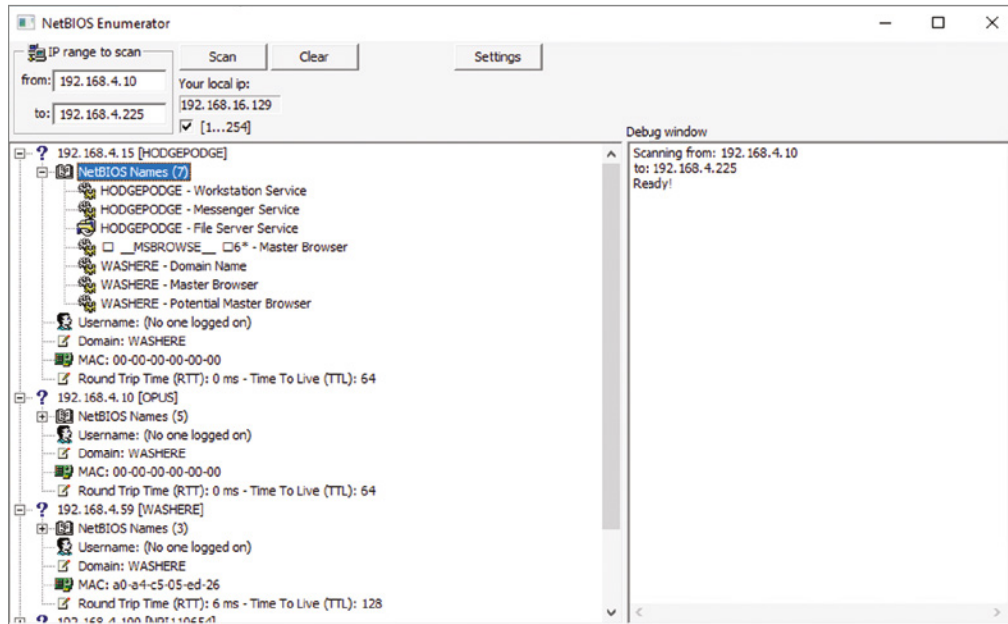 NetBIOS Enumerator
IP range to scan
from: 192.168.4.10
to: 192.168.4.225
Scan
Clear
Settings
Your local ip:
192.168.16.129
[1...254]
Debug window
192.168.4.15 [HODGEPODGE]
NetBIOS Names (7)
HODGEPODGE - Workstation Service
HODGEPODGE - Messenger Service
HODGEPODGE - File Server Service
□ __MSBROWSE__ □6* - Master Browser
WASHERE - Domain Name
WASHERE - Master Browser
WASHERE - Potential Master Browser
Username: (No one logged on)
Domain: WASHERE
MAC: 00-00-00-00-00-00
Round Trip Time (RTT): 0 ms - Time To Live (TTL): 64
192.168.4.10 [OPUS]
NetBIOS Names (5)
Username: (No one logged on)
Domain: WASHERE
MAC: 00-00-00-00-00-00
Round Trip Time (RTT): 0 ms - Time To Live (TTL): 64
192.168.4.59 [WASHERE]
NetBIOS Names (3)
Username: (No one logged on)
Domain: WASHERE
MAC: a0-a4-c5-05-ed-26
Round Trip Time (RTT): 6 ms - Time To Live (TTL): 128
Scanning from: 192.168.4.10
to: 192.168.4.225
Ready!